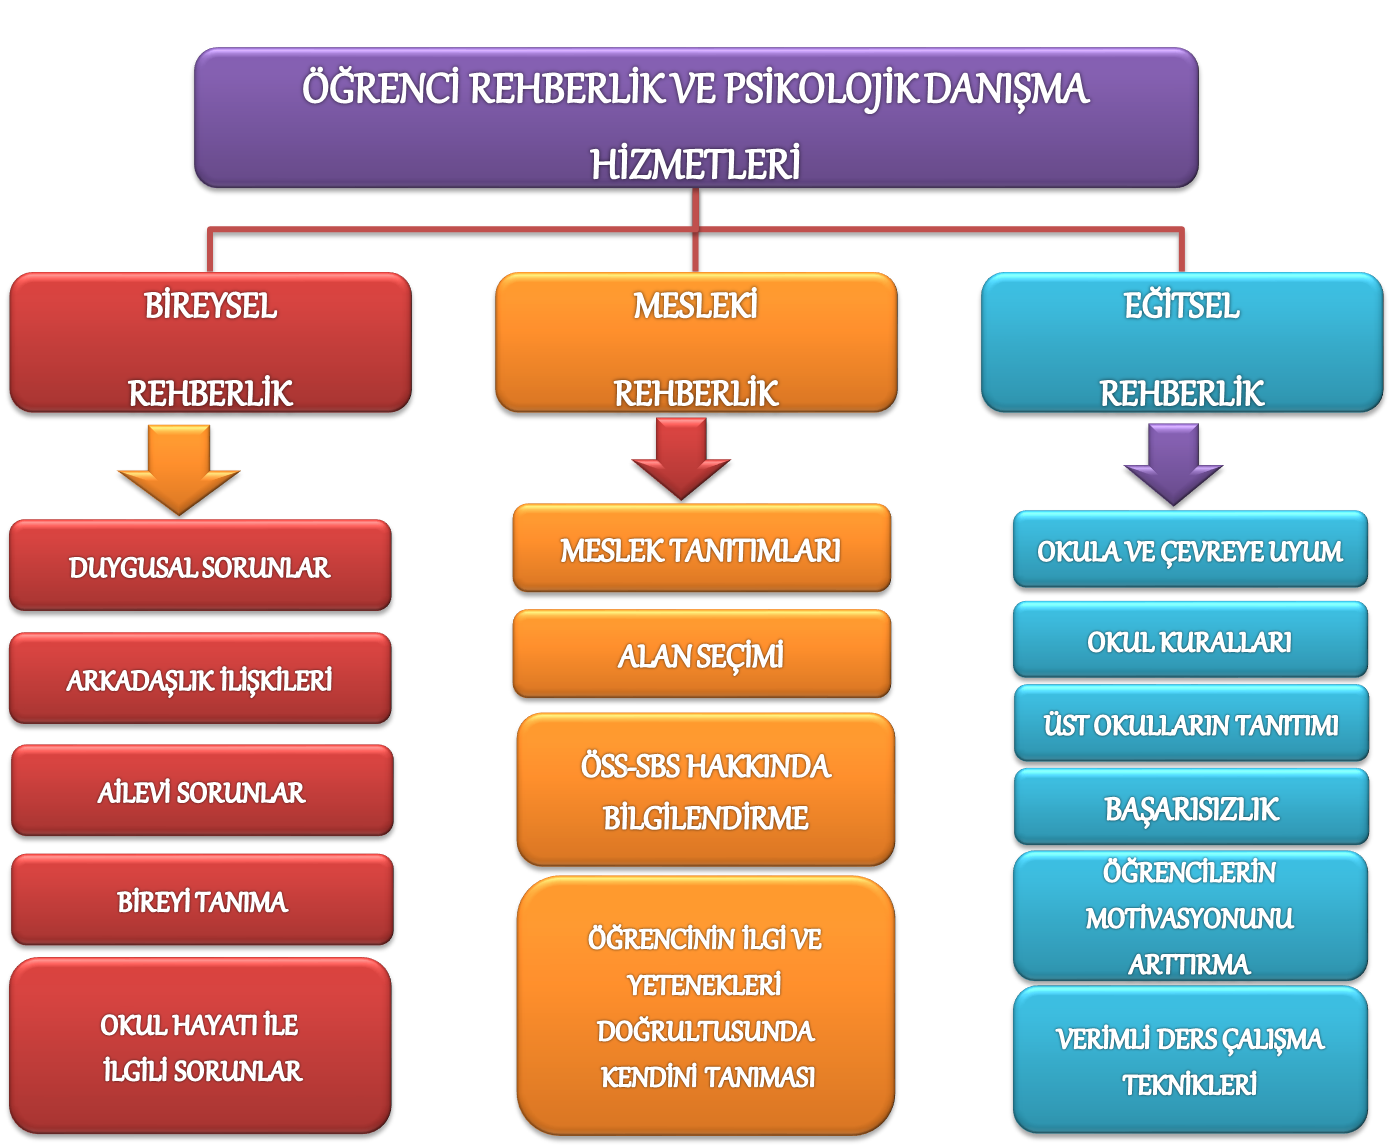 ÖĞRENCİ REHBERLİK VE PSİKOLOJİK DANIŞMA
HİZMETLERİ
BİREYSEL
REHBERLİK
DUYGUSAL SORUNLAR
ARKADAŞLIK İLİŞKİLERİ
AİLEVİ SORUNLAR
BİREYİ TANIMA
OKUL HAYATI İLE
İLGİLİ SORUNLAR
MESLEKİ
REHBERLİK
MESLEK TANITIMLARI
ALAN SEÇİMİ
ÖSS-SBS HAKKINDA
BİLGİLENDİRME
ÖĞRENCİNİN İLGİ VE
YETENEKLERİ
DOĞRULTUSUNDA
KENDİNİ TANIMASI
EĞİTSEL
REHBERLİK
OKULA VE ÇEVREYE UYUM
OKUL KURALLARI
ÜST OKULLARIN TANITIMI
BAŞARISIZLIK
ÖĞRENCİLERİN
MOTİVASYONUNU
ARTTIRMA
VERİMLİ DERS ÇALIŞMA
TEKNİKLERİ